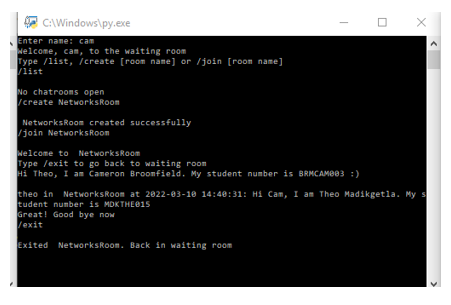 C:\Windows\py.exe
Enter name: cam
Welcome, cam, to the waiting room
Type /list, /create [room name] or /join [room name]
/list
No chatrooms open
/create NetworksRoom
NetworksRoom created successfully
/join NetworksRoom
Welcome to  NetworksRoom
Type /exit to go back to waiting room
Hi Theo, I am Cameron Broomfield. My student number is BRMCAM003 :)
theo in  NetworksRoom at 2022-03-10 14:40:31: Hi Cam, I am Theo Madikgetla. My s
tudent number is MDKTHE015
Great! Good bye now
/exit
Exited  NetworksRoom. Back in waiting room